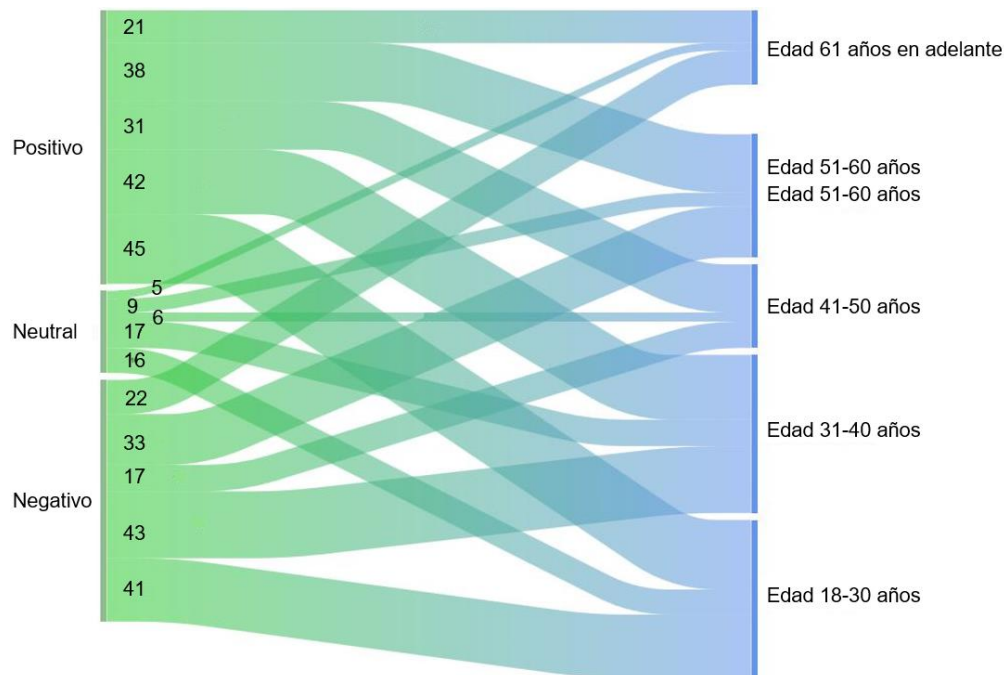 21
38
31
42
45
Positivo
5
9
6
17
16
Neutral
22
33
17
43
41
Negativo
Edad 61 años en adelante
Edad 51-60 años
Edad 51-60 años
Edad 41-50 años
Edad 31-40 años
Edad 18-30 años